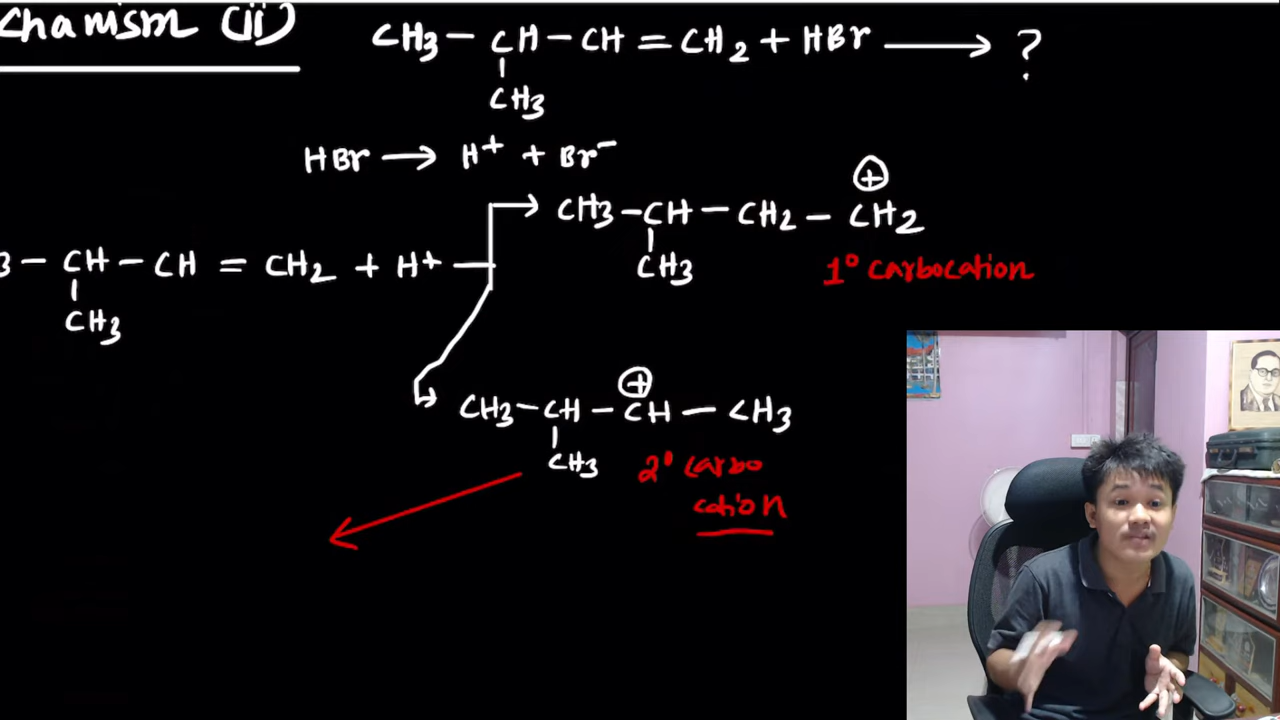 chanism (ii)
CH3 — CH — CH = CH2 + HBr ⟶ ?
CH3
HBr ⟶ H+ + Br−
CH3 — CH — CH2 — CH2
⊕
CH3
1° carbocation
3 — CH — CH = CH2 + H+
CH3
⊕
CH3 — CH — CH — CH3
CH3
2° carbo
cation